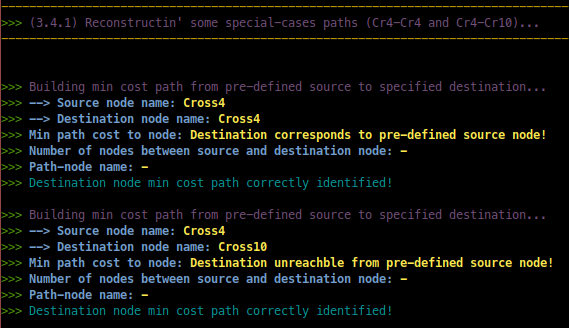 >>> (3.4.1) Reconstructin' some special-cases paths (Cr4-Cr4 and Cr4-Cr10)...
>>> Building min cost path from pre-defined source to specified destination...
>>> --> Source node name: Cross4
>>> --> Destination node name: Cross4
>>> Min path cost to node: Destination corresponds to pre-defined source node!
>>> Number of nodes between source and destination node: -
>>> Path-node name: -
>>> Destination node min cost path correctly identified!
>>> Building min cost path from pre-defined source to specified destination...
>>> --> Source node name: Cross4
>>> --> Destination node name: Cross10
>>> Min path cost to node: Destination unreachble from pre-defined source node!
>>> Number of nodes between source and destination node: -
>>> Path-node name: -
>>> Destination node min cost path correctly identified!